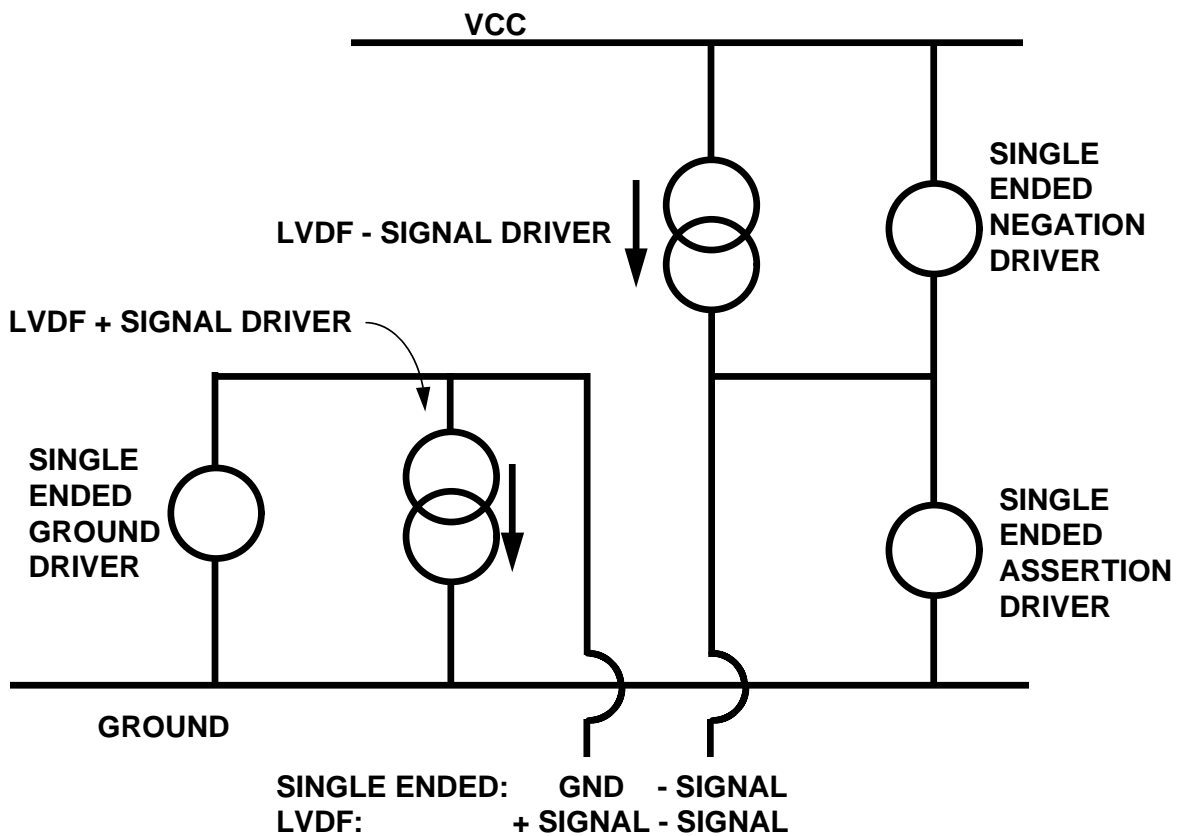 VCC
SINGLE
ENDED
NEGATION
DRIVER
LVDF - SIGNAL DRIVER
LVDF + SIGNAL DRIVER
SINGLE
ENDED
GROUND
DRIVER
SINGLE
ENDED
ASSERTION
DRIVER
GROUND
SINGLE ENDED: GND - SIGNAL
LVDF: + SIGNAL - SIGNAL